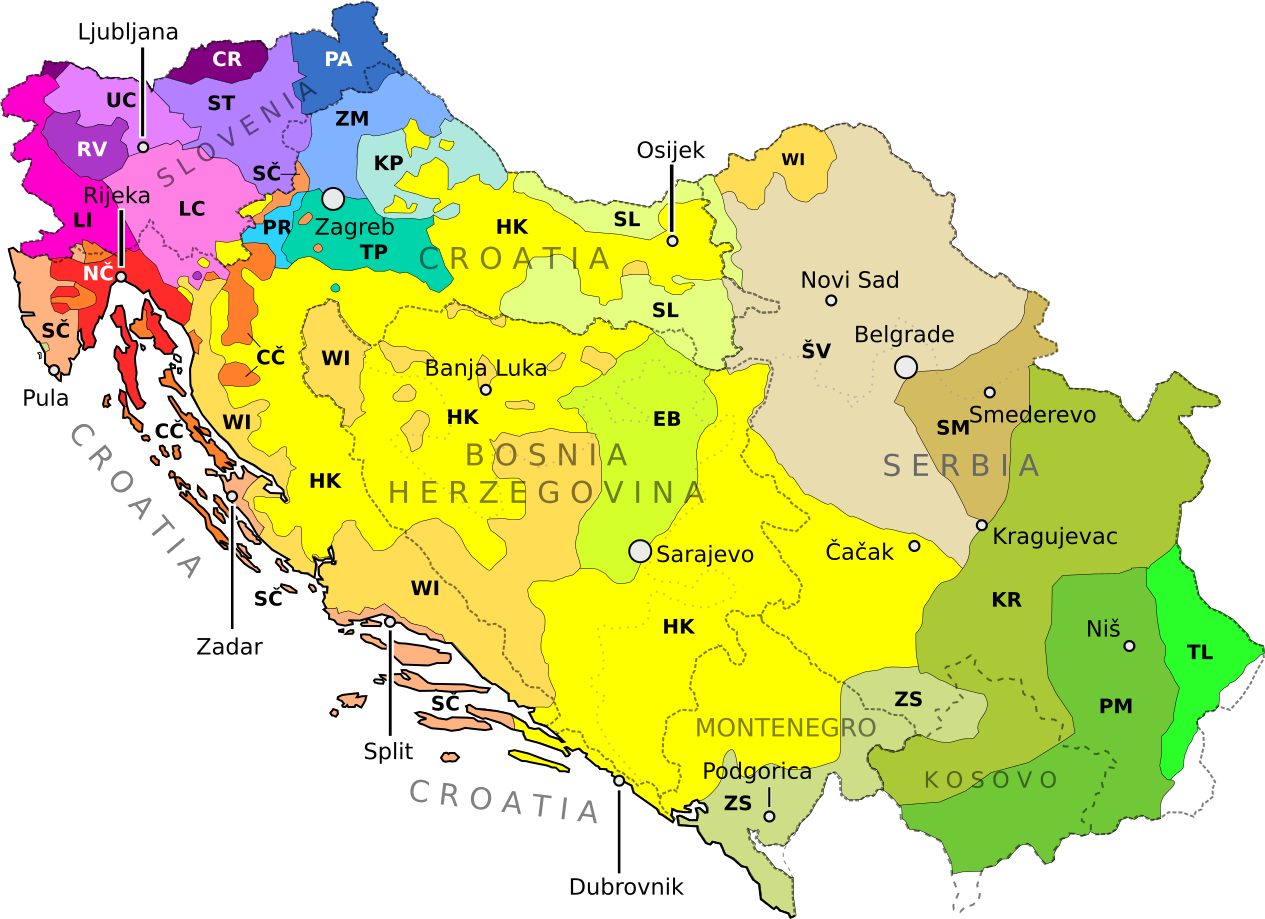 Ljubljana
CR
PA
UC
ST
ZM
RV
SLOVENIA
Osijek
WI
KP
SČ
Rijeka
LI
LC
PR
Zagreb
TP
HK
SL
CROATIA
NČ
Novi Sad
SČ
SL
Belgrade
CČ
WI
Banja Luka
ŠV
Pula
WI
CČ
HK
EB
Smederevo
SM
CROATIA
BOSNIA
SERBIA
HK
HERZEGOVINA
Kragujevac
Čačak
Sarajevo
SČ
WI
KR
HK
Niš
TL
Zadar
SČ
ZS
PM
MONTENEGRO
Split
Podgorica
KOSOVO
CROATIA
ZS
Dubrovnik